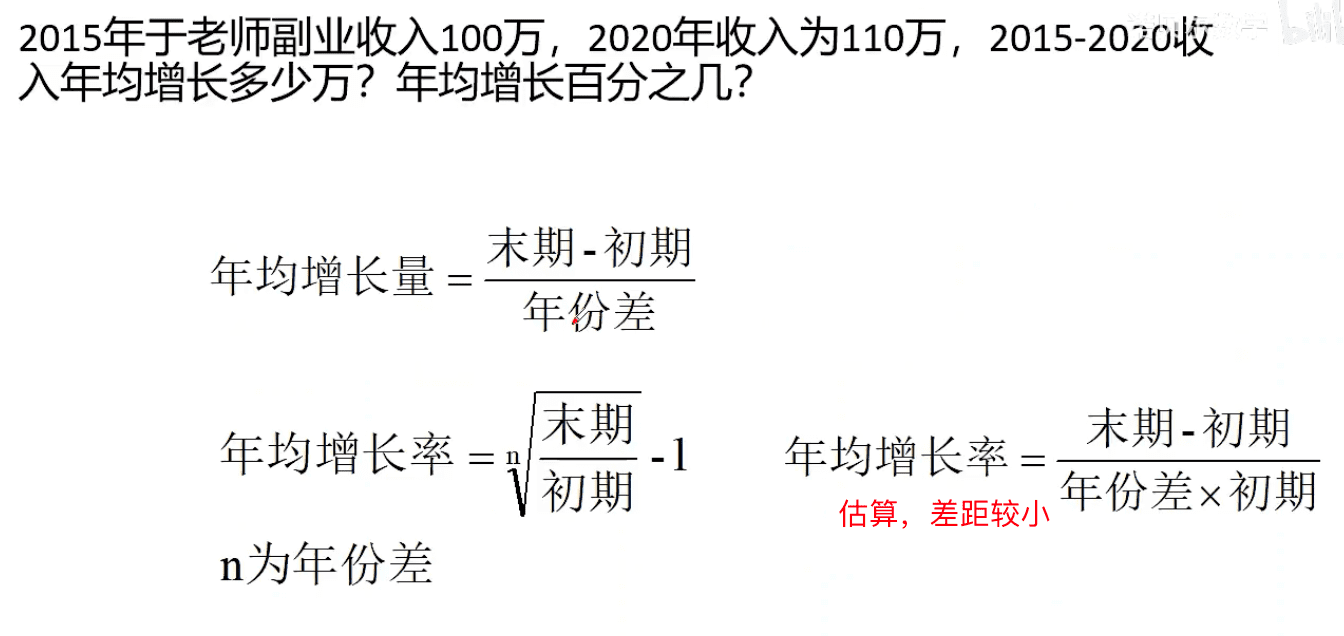 2015年于老师副业收入100万，2020年收入为110万，2015-2020收
入年均增长多少万？年均增长百分之几？
年均增长量 = 末期-初期
年份差
年均增长率 = n√ 末期
初期
-1
年均增长率 = 末期-初期
年份差×初期
估算，差距较小
n为年份差